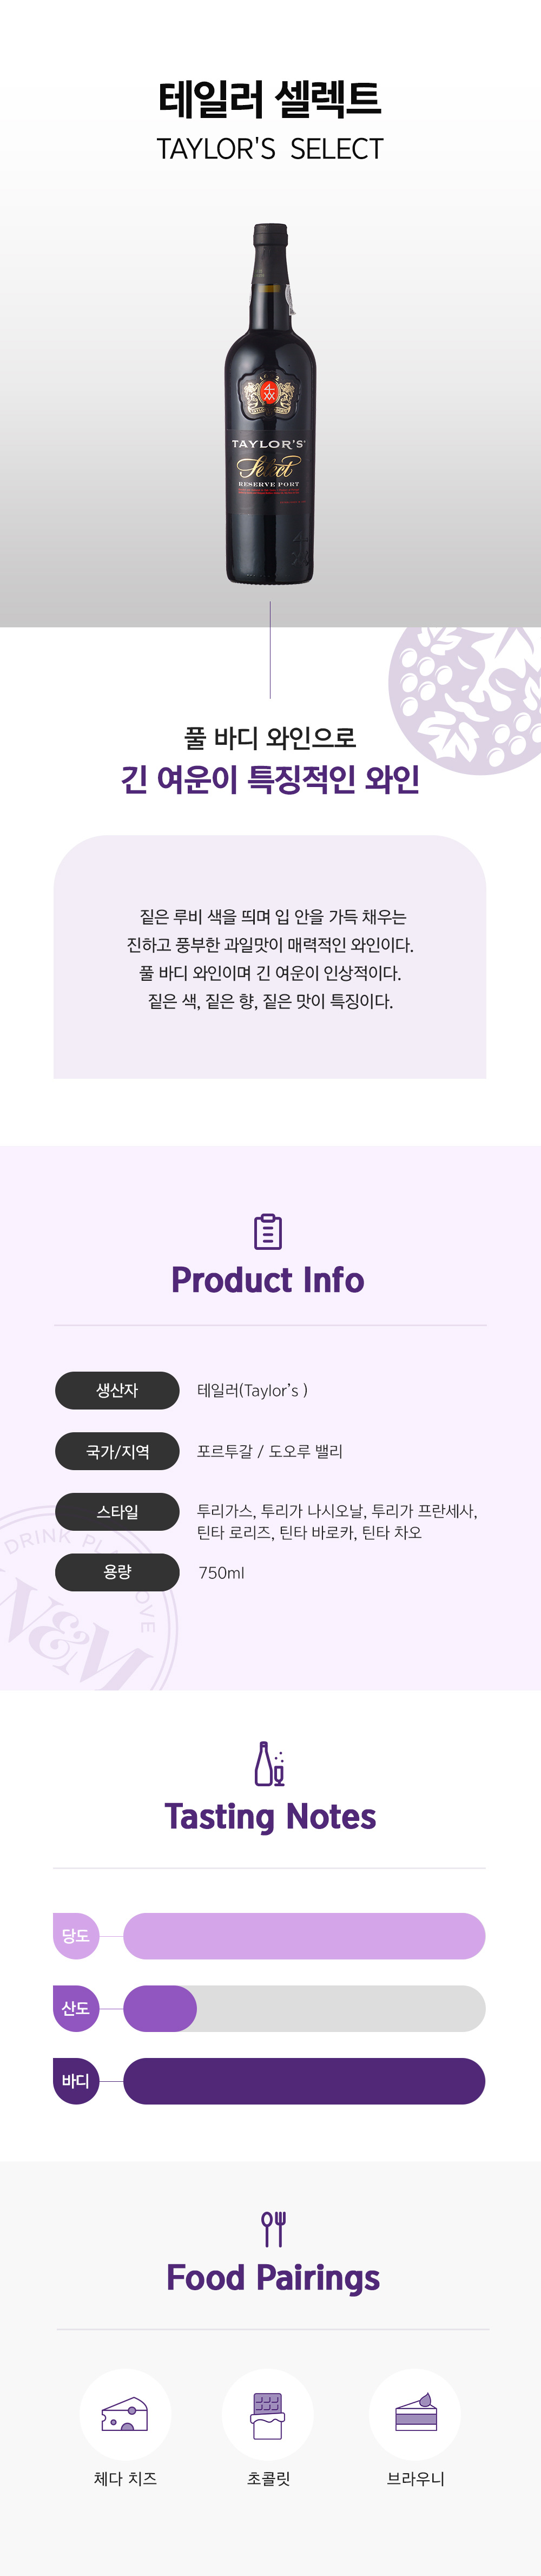 테일러 셀렉트
TAYLOR'S SELECT
TAYLOR'S
Select
RESERVE PORT
풀 바디 와인으로
긴 여운이 특징적인 와인
짙은 루비 색을 띄며 입 안을 가득 채우는
진하고 풍부한 과일맛이 매력적인 와인이다.
풀 바디 와인이며 긴 여운이 인상적이다.
짙은 색, 짙은 향, 짙은 맛이 특징이다.
Product Info
생산자
테일러(Taylor’s )
국가/지역
포르투갈 / 도오루 밸리
스타일
투리가스, 투리가 나시오날, 투리가 프란세사,
틴타 로리즈, 틴타 바로카, 틴타 차오
용량
750ml
DRINK PL
OVE
W&M
Tasting Notes
당도
산도
바디
Food Pairings
체다 치즈
초콜릿
브라우니